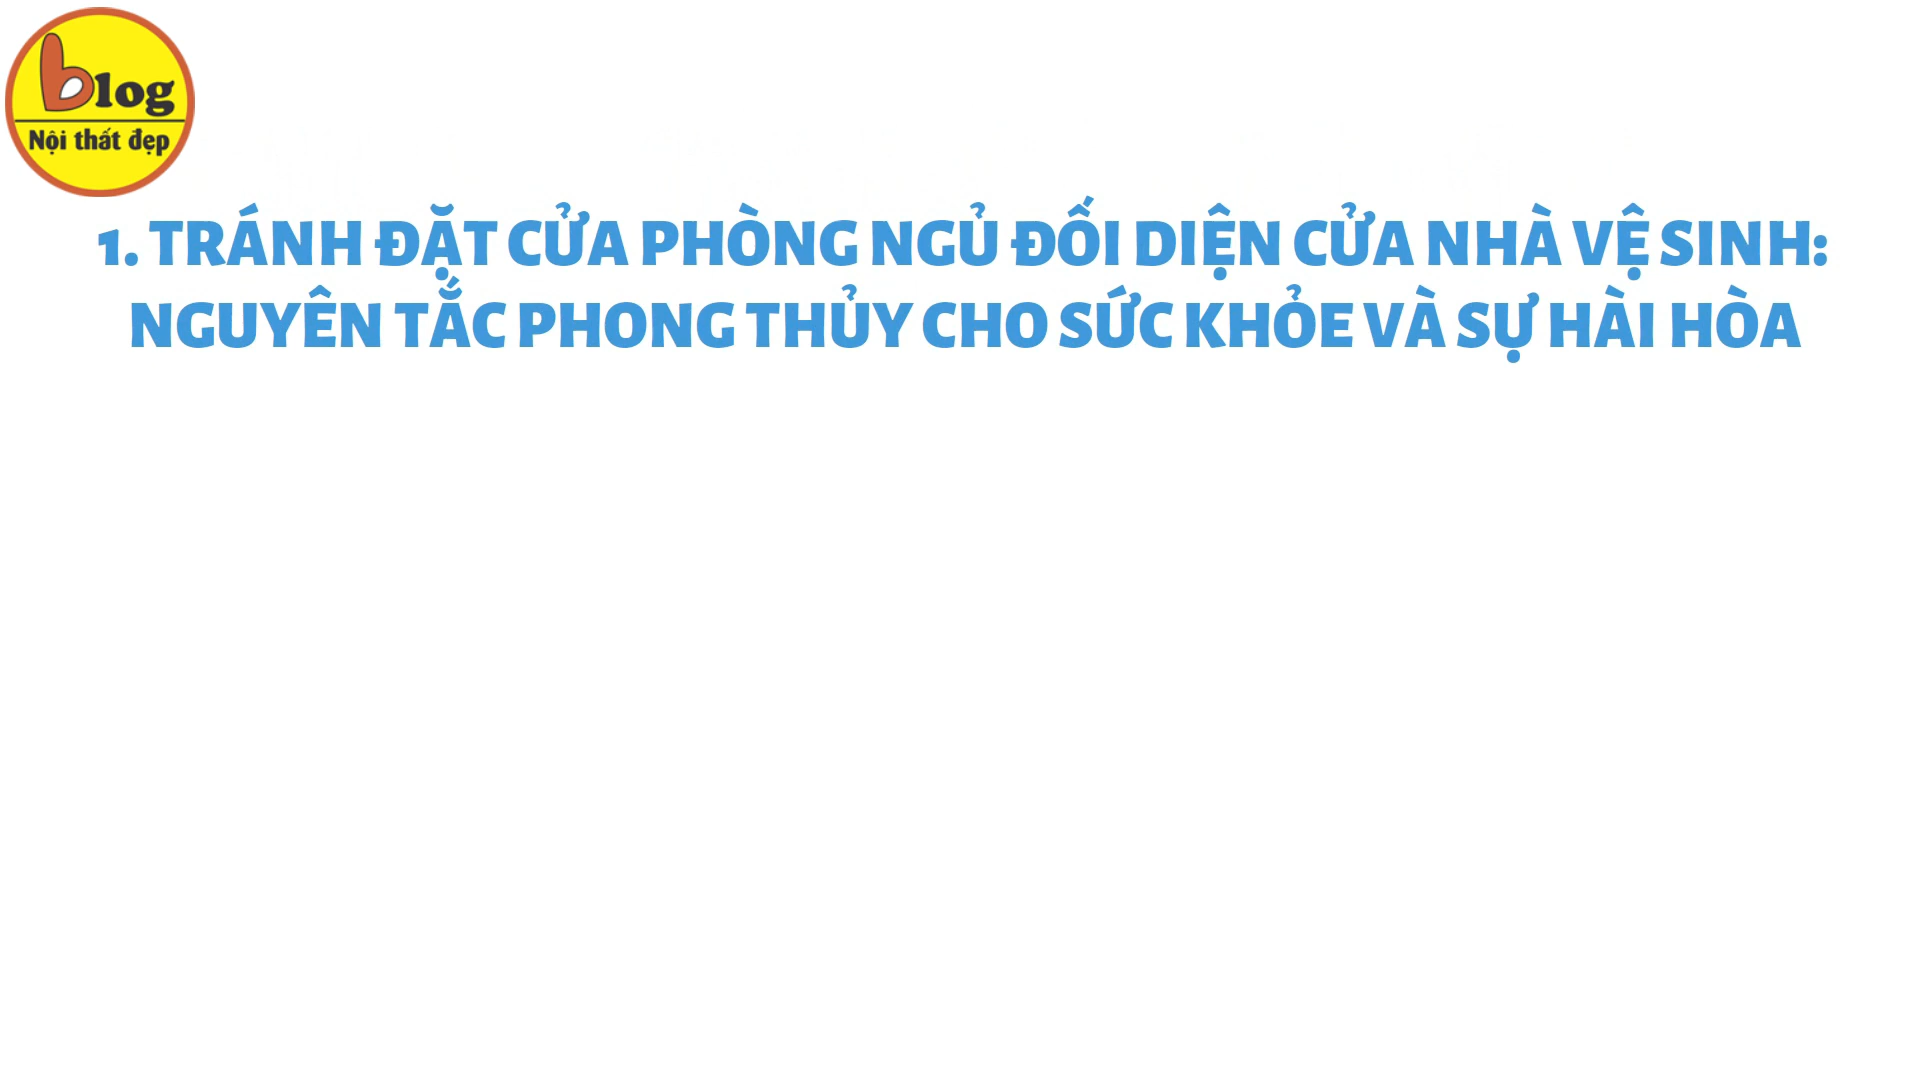 blog
Nội thất đẹp
1. TRÁNH ĐẶT CỬA PHÒNG NGỦ ĐỐI DIỆN CỬA NHÀ VỆ SINH:
NGUYÊN TẮC PHONG THỦY CHO SỨC KHỎE VÀ SỰ HÀI HÒA